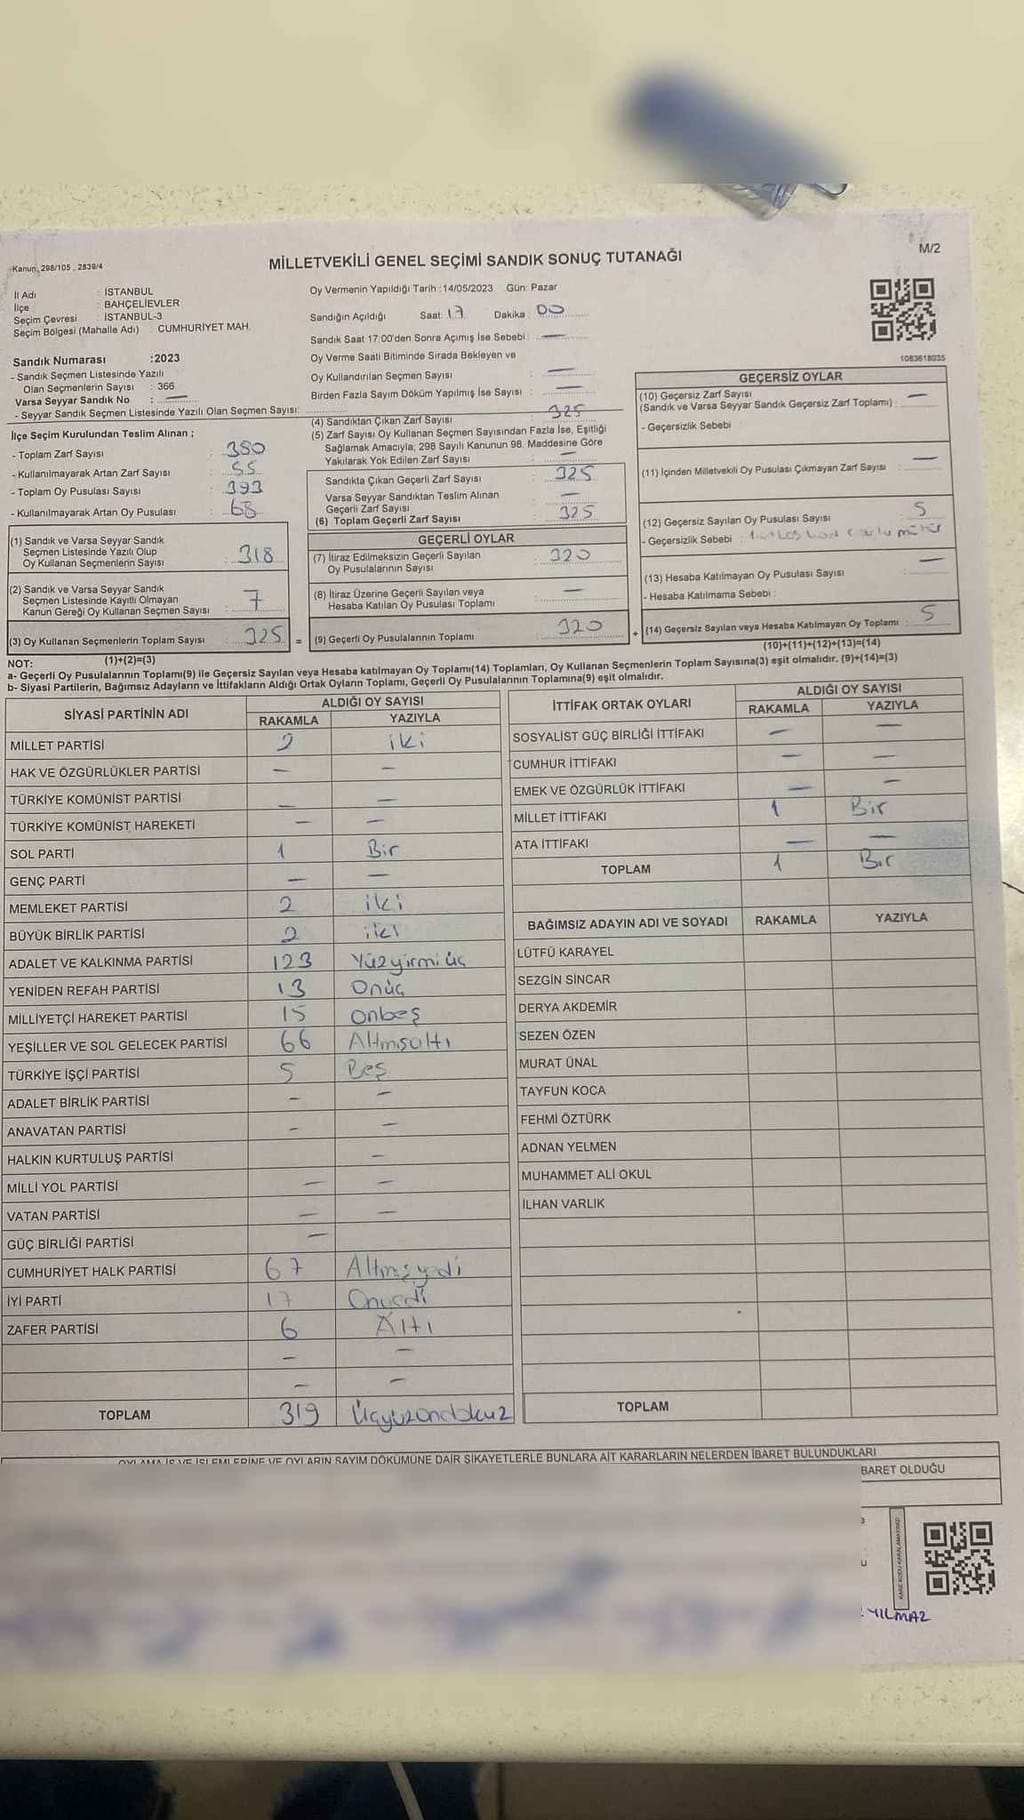 M/2
Kanun, 298/105, 2839/4
MİLLETVEKİLİ GENEL SEÇİMİ SANDIK SONUÇ TUTANAĞI
İl Adı : İSTANBUL
İlçe : BAHÇELİEVLER
Seçim Çevresi : İSTANBUL-3
Seçim Bölgesi (Mahalle Adı) : CUMHURİYET MAH.
Sandık Numarası :2023
- Sandık Seçmen Listesinde Yazılı
Olan Seçmenlerin Sayısı : 366
Varsa Seyyar Sandık No : —
- Seyyar Sandık Seçmen Listesinde Yazılı Olan Seçmen Sayısı:
İlçe Seçim Kurulundan Teslim Alınan ;
- Toplam Zarf Sayısı : 380
- Kullanılmayarak Artan Zarf Sayısı : 55
- Toplam Oy Pusulası Sayısı : 393
- Kullanılmayarak Artan Oy Pusulası : 68
(1) Sandık ve Varsa Seyyar Sandık
Seçmen Listesinde Yazılı Olup
Oy Kullanan Seçmenlerin Sayısı : 318
(2) Sandık ve Varsa Seyyar Sandık
Seçmen Listesinde Kayıtlı Olmayan
Kanun Gereği Oy Kullanan Seçmen Sayısı : 7
(3) Oy Kullanan Seçmenlerin Toplam Sayısı : 325 =
(1)+(2)=(3)
Oy Vermenin Yapıldığı Tarih :14/05/2023 Gün: Pazar
Sandığın Açıldığı Saat: 17 Dakika: 00
Sandık Saat 17:00'den Sonra Açımış İse Sebebi: —
Oy Verme Saati Bitiminde Sırada Bekleyen ve
Oy Kullandırılan Seçmen Sayısı : —
Birden Fazla Sayım Döküm Yapılmış İse Sayısı : —
(4) Sandıktan Çıkan Zarf Sayısı : 325
(5) Zarf Sayısı Oy Kullanan Seçmen Sayısından Fazla İse, Eşitliği
Sağlamak Amacıyla, 298 Sayılı Kanunun 98. Maddesine Göre
Yakılarak Yok Edilen Zarf Sayısı : —
Sandıkta Çıkan Geçerli Zarf Sayısı : 325
Varsa Seyyar Sandıktan Teslim Alınan
Geçerli Zarf Sayısı : —
(6) Toplam Geçerli Zarf Sayısı : 325
GEÇERLİ OYLAR
(7) İtiraz Edilmeksizin Geçerli Sayılan
Oy Pusulalarının Sayısı : 320
(8) İtiraz Üzerine Geçerli Sayılan veya
Hesaba Katılan Oy Pusulası Toplamı : —
(9) Geçerli Oy Pusulalarının Toplamı : 320 +
1083618035
GEÇERSİZ OYLAR
(10) Geçersiz Zarf Sayısı
(Sandık ve Varsa Seyyar Sandık Geçersiz Zarf Toplamı) : —
- Geçersizlik Sebebi
(11) İçinden Milletvekili Oy Pusulası Çıkmayan Zarf Sayısı : —
(12) Geçersiz Sayılan Oy Pusulası Sayısı : 5
- Geçersizlik Sebebi : mühür
(13) Hesaba Katılmayan Oy Pusulası Sayısı : —
- Hesaba Katılmama Sebebi :
(14) Geçersiz Sayılan veya Hesaba Katılmayan Oy Toplamı : 5
(10)+(11)+(12)+(13)=(14)
NOT:
a- Geçerli Oy Pusulalarının Toplamı(9) ile Geçersiz Sayılan veya Hesaba katılmayan Oy Toplamı(14) Toplamları, Oy Kullanan Seçmenlerin Toplam Sayısına(3) eşit olmalıdır. (9)+(14)=(3)
b- Siyasi Partilerin, Bağımsız Adayların ve İttifakların Aldığı Ortak Oyların Toplamı, Geçerli Oy Pusulalarının Toplamına(9) eşit olmalıdır.
SİYASİ PARTİNİN ADI ALDIĞI OY SAYISI
RAKAMLA YAZIYLA
MİLLET PARTİSİ 2 iki
HAK VE ÖZGÜRLÜKLER PARTİSİ — —
TÜRKİYE KOMÜNİST PARTİSİ — —
TÜRKİYE KOMÜNİST HAREKETİ — —
SOL PARTİ 1 Bir
GENÇ PARTİ — —
MEMLEKET PARTİSİ 2 iki
BÜYÜK BİRLİK PARTİSİ 2 iki
ADALET VE KALKINMA PARTİSİ 123 Yüzyirmiüç
YENİDEN REFAH PARTİSİ 13 Onüç
MİLLİYETÇİ HAREKET PARTİSİ 15 onbeş
YEŞİLLER VE SOL GELECEK PARTİSİ 66 Altmısaltı
TÜRKİYE İŞÇİ PARTİSİ 5 Beş
ADALET BİRLİK PARTİSİ — —
ANAVATAN PARTİSİ — —
HALKIN KURTULUŞ PARTİSİ —
MİLLİ YOL PARTİSİ — —
VATAN PARTİSİ — —
GÜÇ BİRLİĞİ PARTİSİ —
CUMHURİYET HALK PARTİSİ 67 Altmışyedi
İYİ PARTİ 17 Onyedi
ZAFER PARTİSİ 6 Altı
— —
— —
TOPLAM 319 Üçyüzondokuz
İTTİFAK ORTAK OYLARI ALDIĞI OY SAYISI
RAKAMLA YAZIYLA
SOSYALİST GÜÇ BİRLİĞİ İTTİFAKI — —
CUMHUR İTTİFAKI — —
EMEK VE ÖZGÜRLÜK İTTİFAKI — —
MİLLET İTTİFAKI 1 Bir
ATA İTTİFAKI — —
TOPLAM 1 Bir
BAĞIMSIZ ADAYIN ADI VE SOYADI RAKAMLA YAZIYLA
LÜTFÜ KARAYEL
SEZGİN SİNCAR
DERYA AKDEMİR
SEZEN ÖZEN
MURAT ÜNAL
TAYFUN KOCA
FEHMİ ÖZTÜRK
ADNAN YELMEN
MUHAMMET ALİ OKUL
İLHAN VARLIK
TOPLAM
OYLAMA İŞ VE İŞLEMLERİNE VE OYLARIN SAYIM DÖKÜMÜNE DAİR ŞİKAYETLERLE BUNLARA AİT KARARLARIN NELERDEN İBARET BULUNDUKLARI
BARET OLDUĞU
YILMAZ